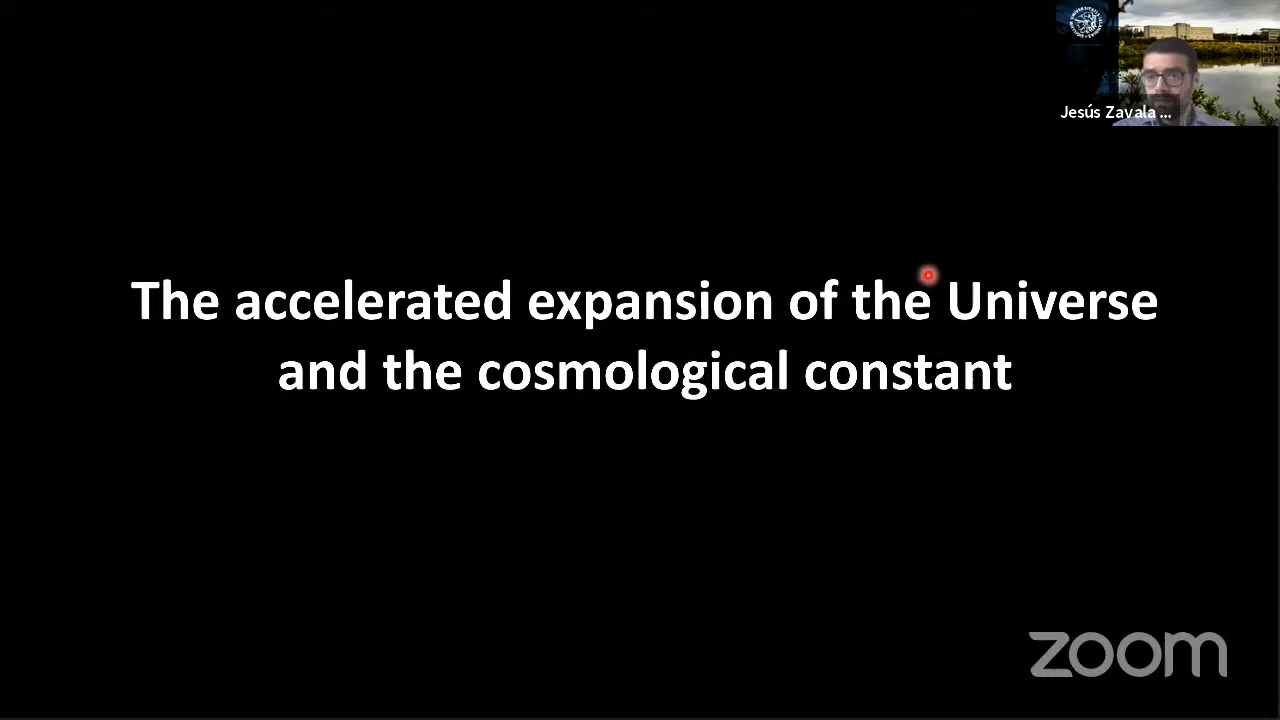 Jesús Zavala ...
The accelerated expansion of the Universe
and the cosmological constant
zoom